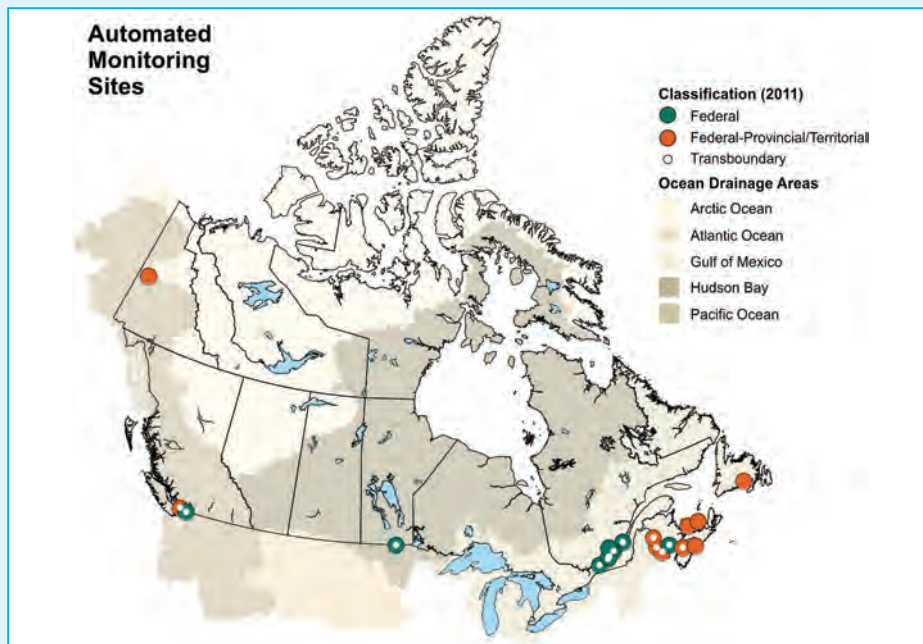 Automated
Monitoring
Sites
Classification (2011)
Federal
Federal-Provincial/Territorial
Transboundary
Ocean Drainage Areas
Arctic Ocean
Atlantic Ocean
Gulf of Mexico
Hudson Bay
Pacific Ocean